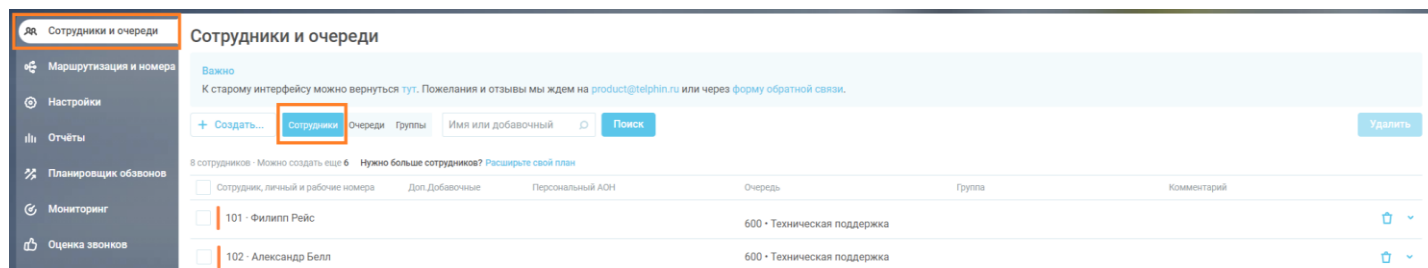 Сотрудники и очереди
Маршрутизация и номера
Настройки
Отчёты
Планировщик обзвонов
Мониторинг
Оценка звонков
Сотрудники и очереди
Важно
К старому интерфейсу можно вернуться тут. Пожелания и отзывы мы ждем на product@telphin.ru или через форму обратной связи.
+ Создать... Сотрудники Очереди Группы Имя или добавочный Поиск Удалить
8 сотрудников · Можно создать еще 6 Нужно больше сотрудников? Расширьте свой план
Сотрудник, личный и рабочие номера Доп.Добавочные Персональный АОН Очередь Группа Комментарий
101 · Филипп Рейс 600 • Техническая поддержка
102 · Александр Белл 600 • Техническая поддержка